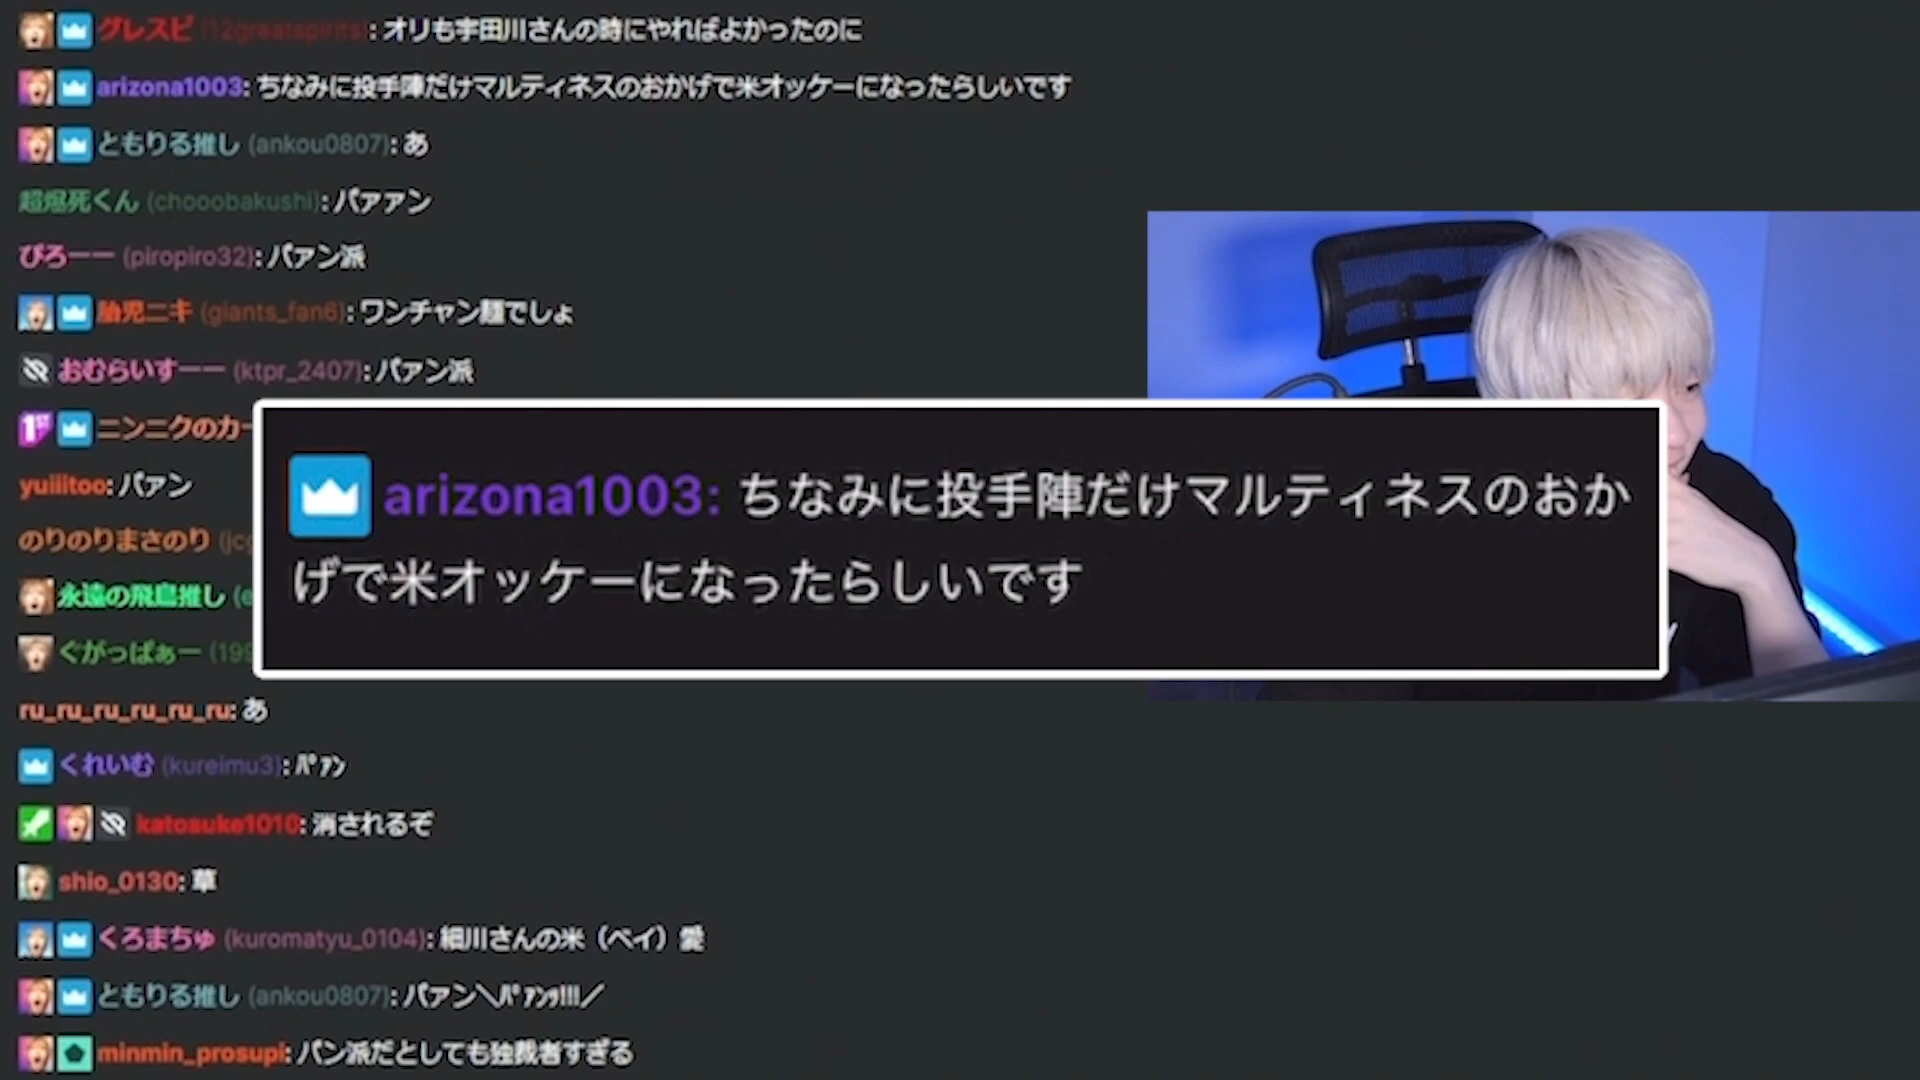 グレスピ (12greatspirits): オリも宇田川さんの時にやればよかったのに
arizona1003: ちなみに投手陣だけマルティネスのおかげで米オッケーになったらしいです
ともりる推し (ankou0807): あ
超爆死くん (chooobakushi): パァァン
ぴろーー (piropiro32): パァン派
胎児ニキ (giants_fan6): ワンチャン麺でしょ
おむらいすーー (ktpr_2407): パァン派
1ST ニンニクのカー
yuiiitoo: パァン
のりのりまさのり (jcg
永遠の飛鳥推し (e
ぐがっぱぁー (199
arizona1003: ちなみに投手陣だけマルティネスのおか
げで米オッケーになったらしいです
ru_ru_ru_ru_ru_ru: あ
くれいむ (kureimu3): ﾊﾟｧﾝ
katosuke1010: 消されるぞ
shio_0130: 草
くろまちゅ (kuromatyu_0104): 細川さんの米（ベイ）愛
ともりる推し (ankou0807): パァン＼ﾊﾟｧﾝｯ!!!／
minmin_prosupi: パン派だとしても独裁者すぎる